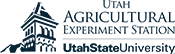 UTAH
AGRICULTURAL
EXPERIMENT STATION
UtahStateUniversity